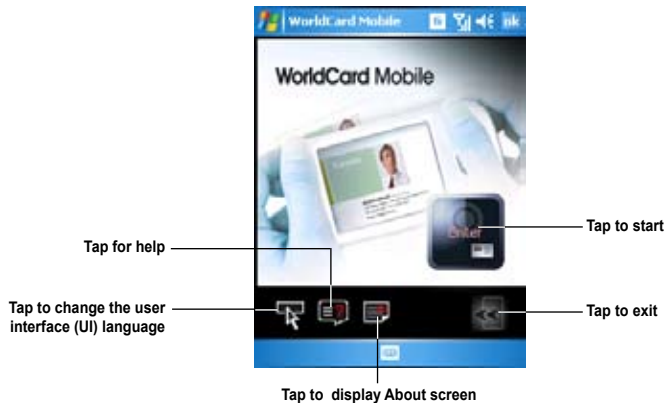 WorldCard Mobile
ok
WorldCard Mobile
Enter
Tap to start
Tap for help
Tap to change the user
interface (UI) language
Tap to exit
Tap to display About screen